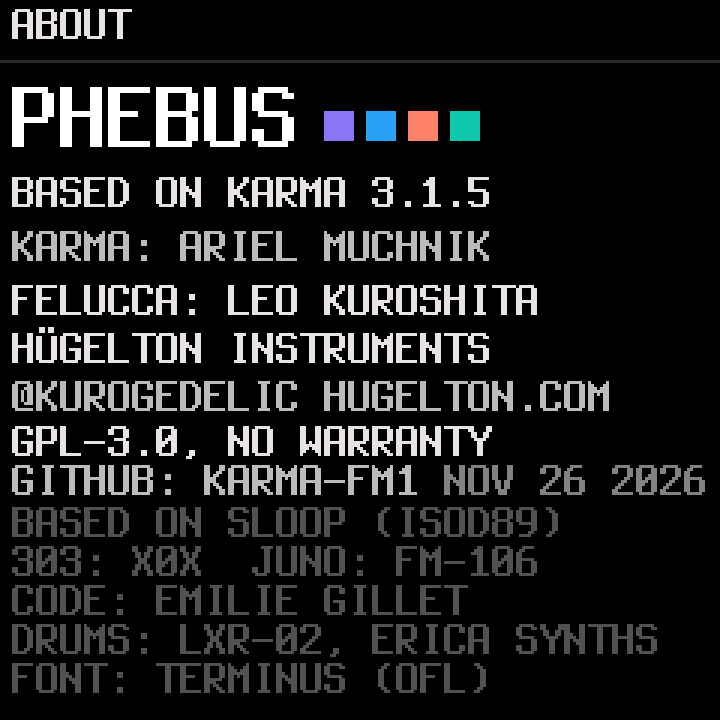 ABOUT
PHEBUS
BASED ON KARMA 3.1.5
KARMA: ARIEL MUCHNIK
FELUCCA: LEO KUROSHITA
HÜGELTON INSTRUMENTS
@KUROGEDELIC HUGELTON.COM
GPL-3.0, NO WARRANTY
GITHUB: KARMA-FM1 NOV 26 2026
BASED ON SLOOP (ISOD89)
303: X0X  JUNO: FM-106
CODE: EMILIE GILLET
DRUMS: LXR-02, ERICA SYNTHS
FONT: TERMINUS (OFL)